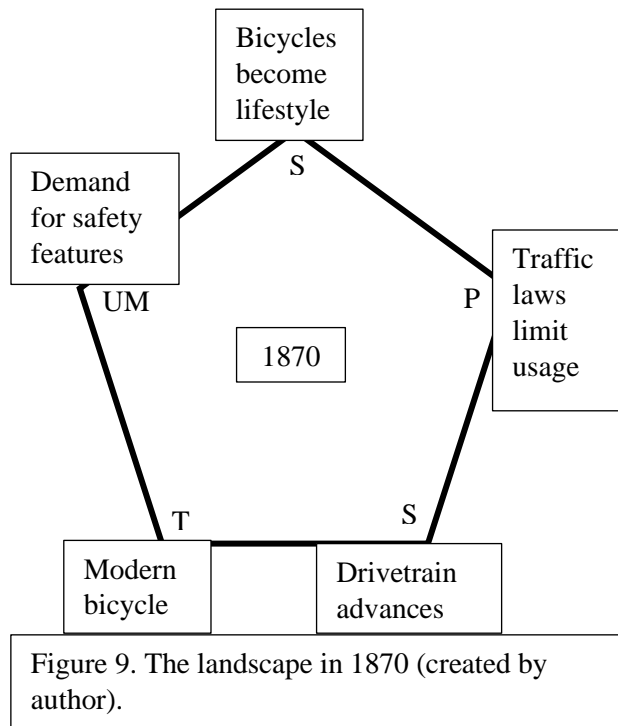 Bicycles
become
lifestyle
S
Demand
for safety
features
UM
Traffic
laws
limit
usage
P
1870
T
S
Modern
bicycle
Drivetrain
advances
Figure 9. The landscape in 1870 (created by
author).